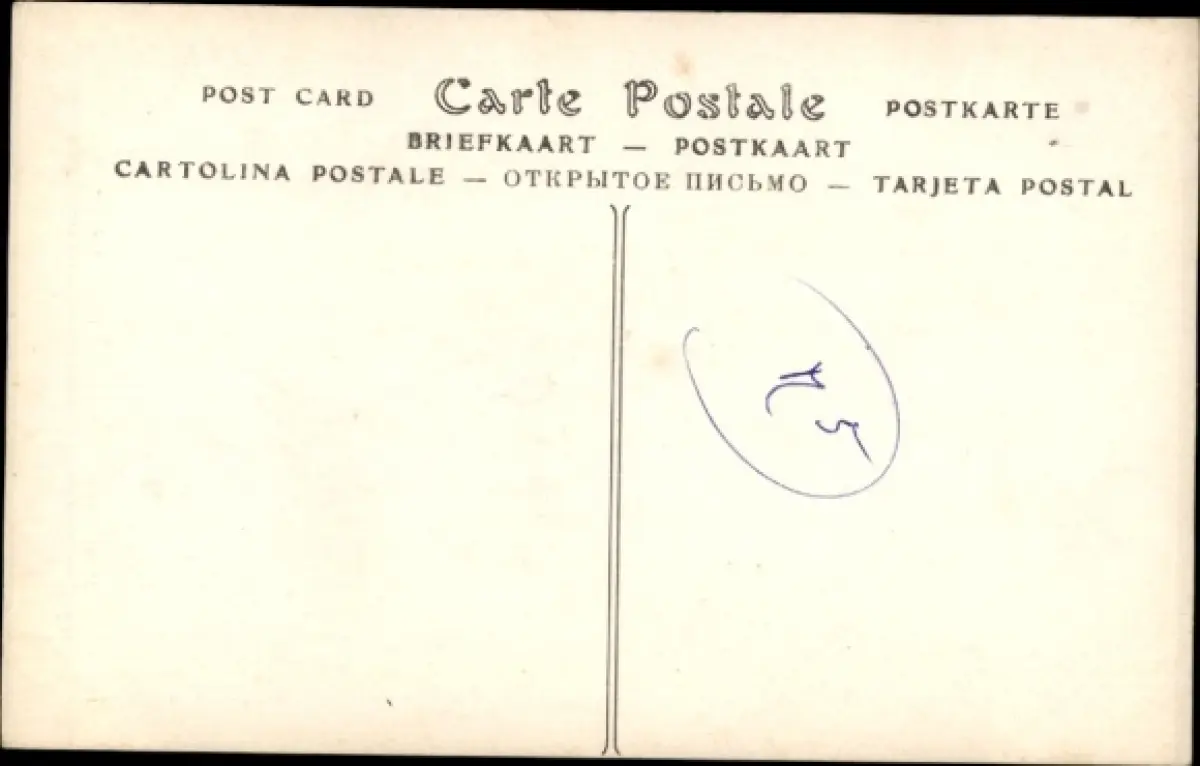 POST CARD Carte Postale POSTKARTE
BRIEFKAART — POSTKAART
CARTOLINA POSTALE — ОТКРЫТОЕ ПИСЬМО — TARJETA POSTAL